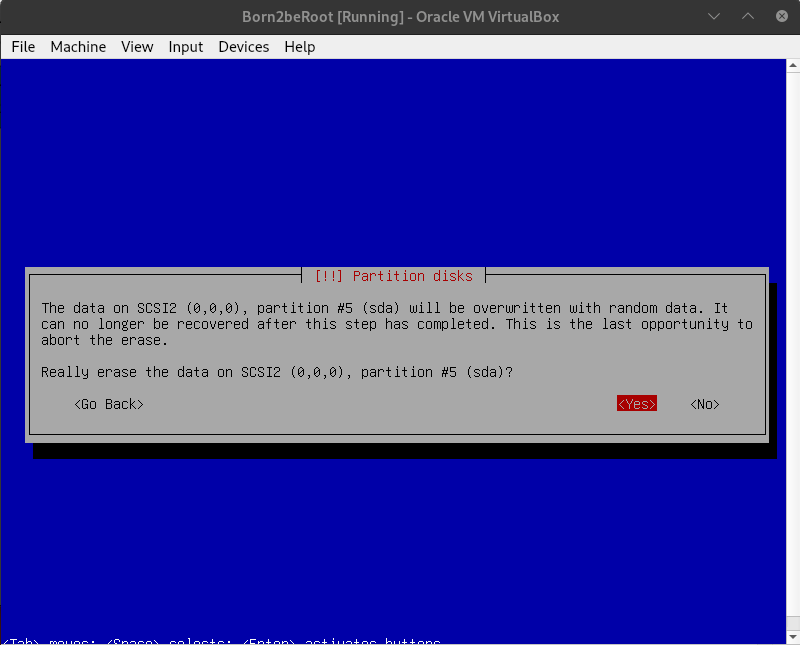 Born2beRoot [Running] - Oracle VM VirtualBox
File Machine View Input Devices Help
[!!] Partition disks
The data on SCSI2 (0,0,0), partition #5 (sda) will be overwritten with random data. It
can no longer be recovered after this step has completed. This is the last opportunity to
abort the erase.
Really erase the data on SCSI2 (0,0,0), partition #5 (sda)?
<Go Back> <Yes> <No>
<Tab> moves; <Space> selects; <Enter> activates buttons